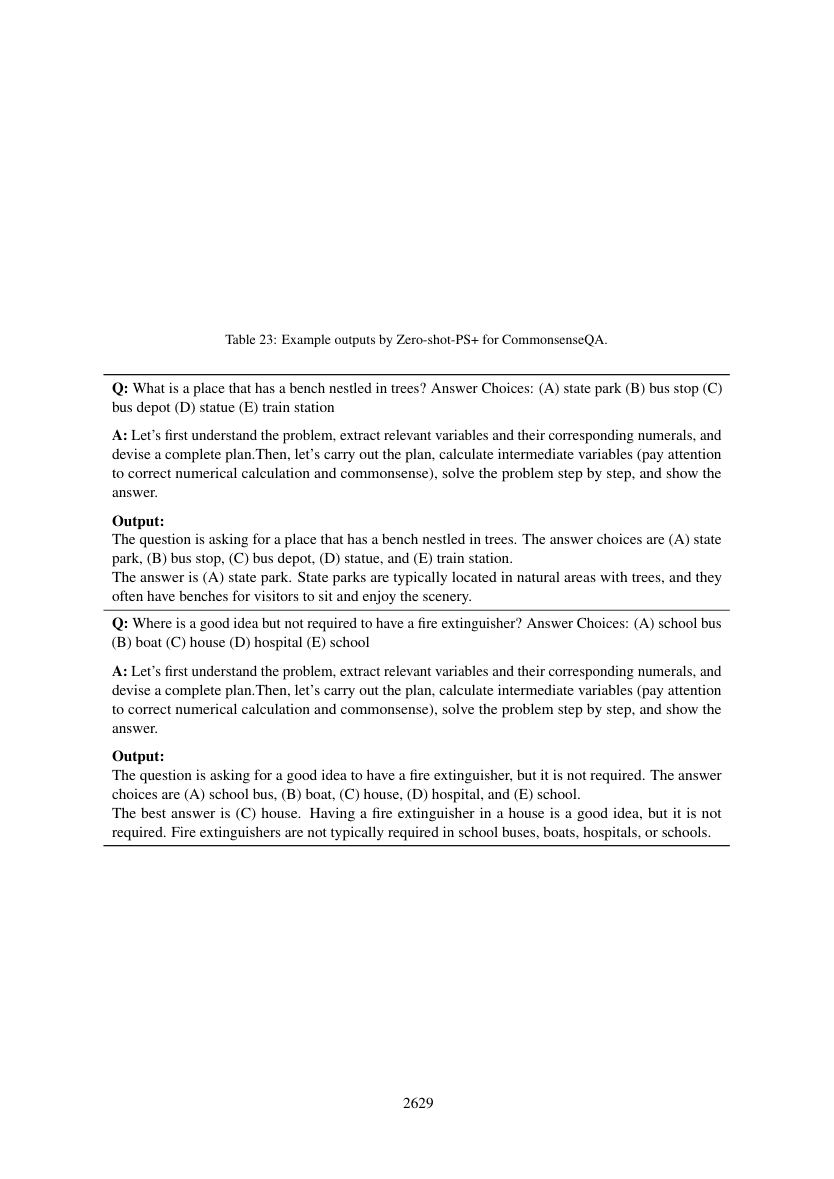 Table 23: Example outputs by Zero-shot-PS+ for CommonsenseQA.
Q: What is a place that has a bench nestled in trees? Answer Choices: (A) state park (B) bus stop (C)
bus depot (D) statue (E) train station
A: Let’s first understand the problem, extract relevant variables and their corresponding numerals, and
devise a complete plan.Then, let’s carry out the plan, calculate intermediate variables (pay attention
to correct numerical calculation and commonsense), solve the problem step by step, and show the
answer.
Output:
The question is asking for a place that has a bench nestled in trees. The answer choices are (A) state
park, (B) bus stop, (C) bus depot, (D) statue, and (E) train station.
The answer is (A) state park. State parks are typically located in natural areas with trees, and they
often have benches for visitors to sit and enjoy the scenery.
Q: Where is a good idea but not required to have a fire extinguisher? Answer Choices: (A) school bus
(B) boat (C) house (D) hospital (E) school
A: Let’s first understand the problem, extract relevant variables and their corresponding numerals, and
devise a complete plan.Then, let’s carry out the plan, calculate intermediate variables (pay attention
to correct numerical calculation and commonsense), solve the problem step by step, and show the
answer.
Output:
The question is asking for a good idea to have a fire extinguisher, but it is not required. The answer
choices are (A) school bus, (B) boat, (C) house, (D) hospital, and (E) school.
The best answer is (C) house. Having a fire extinguisher in a house is a good idea, but it is not
required. Fire extinguishers are not typically required in school buses, boats, hospitals, or schools.
2629